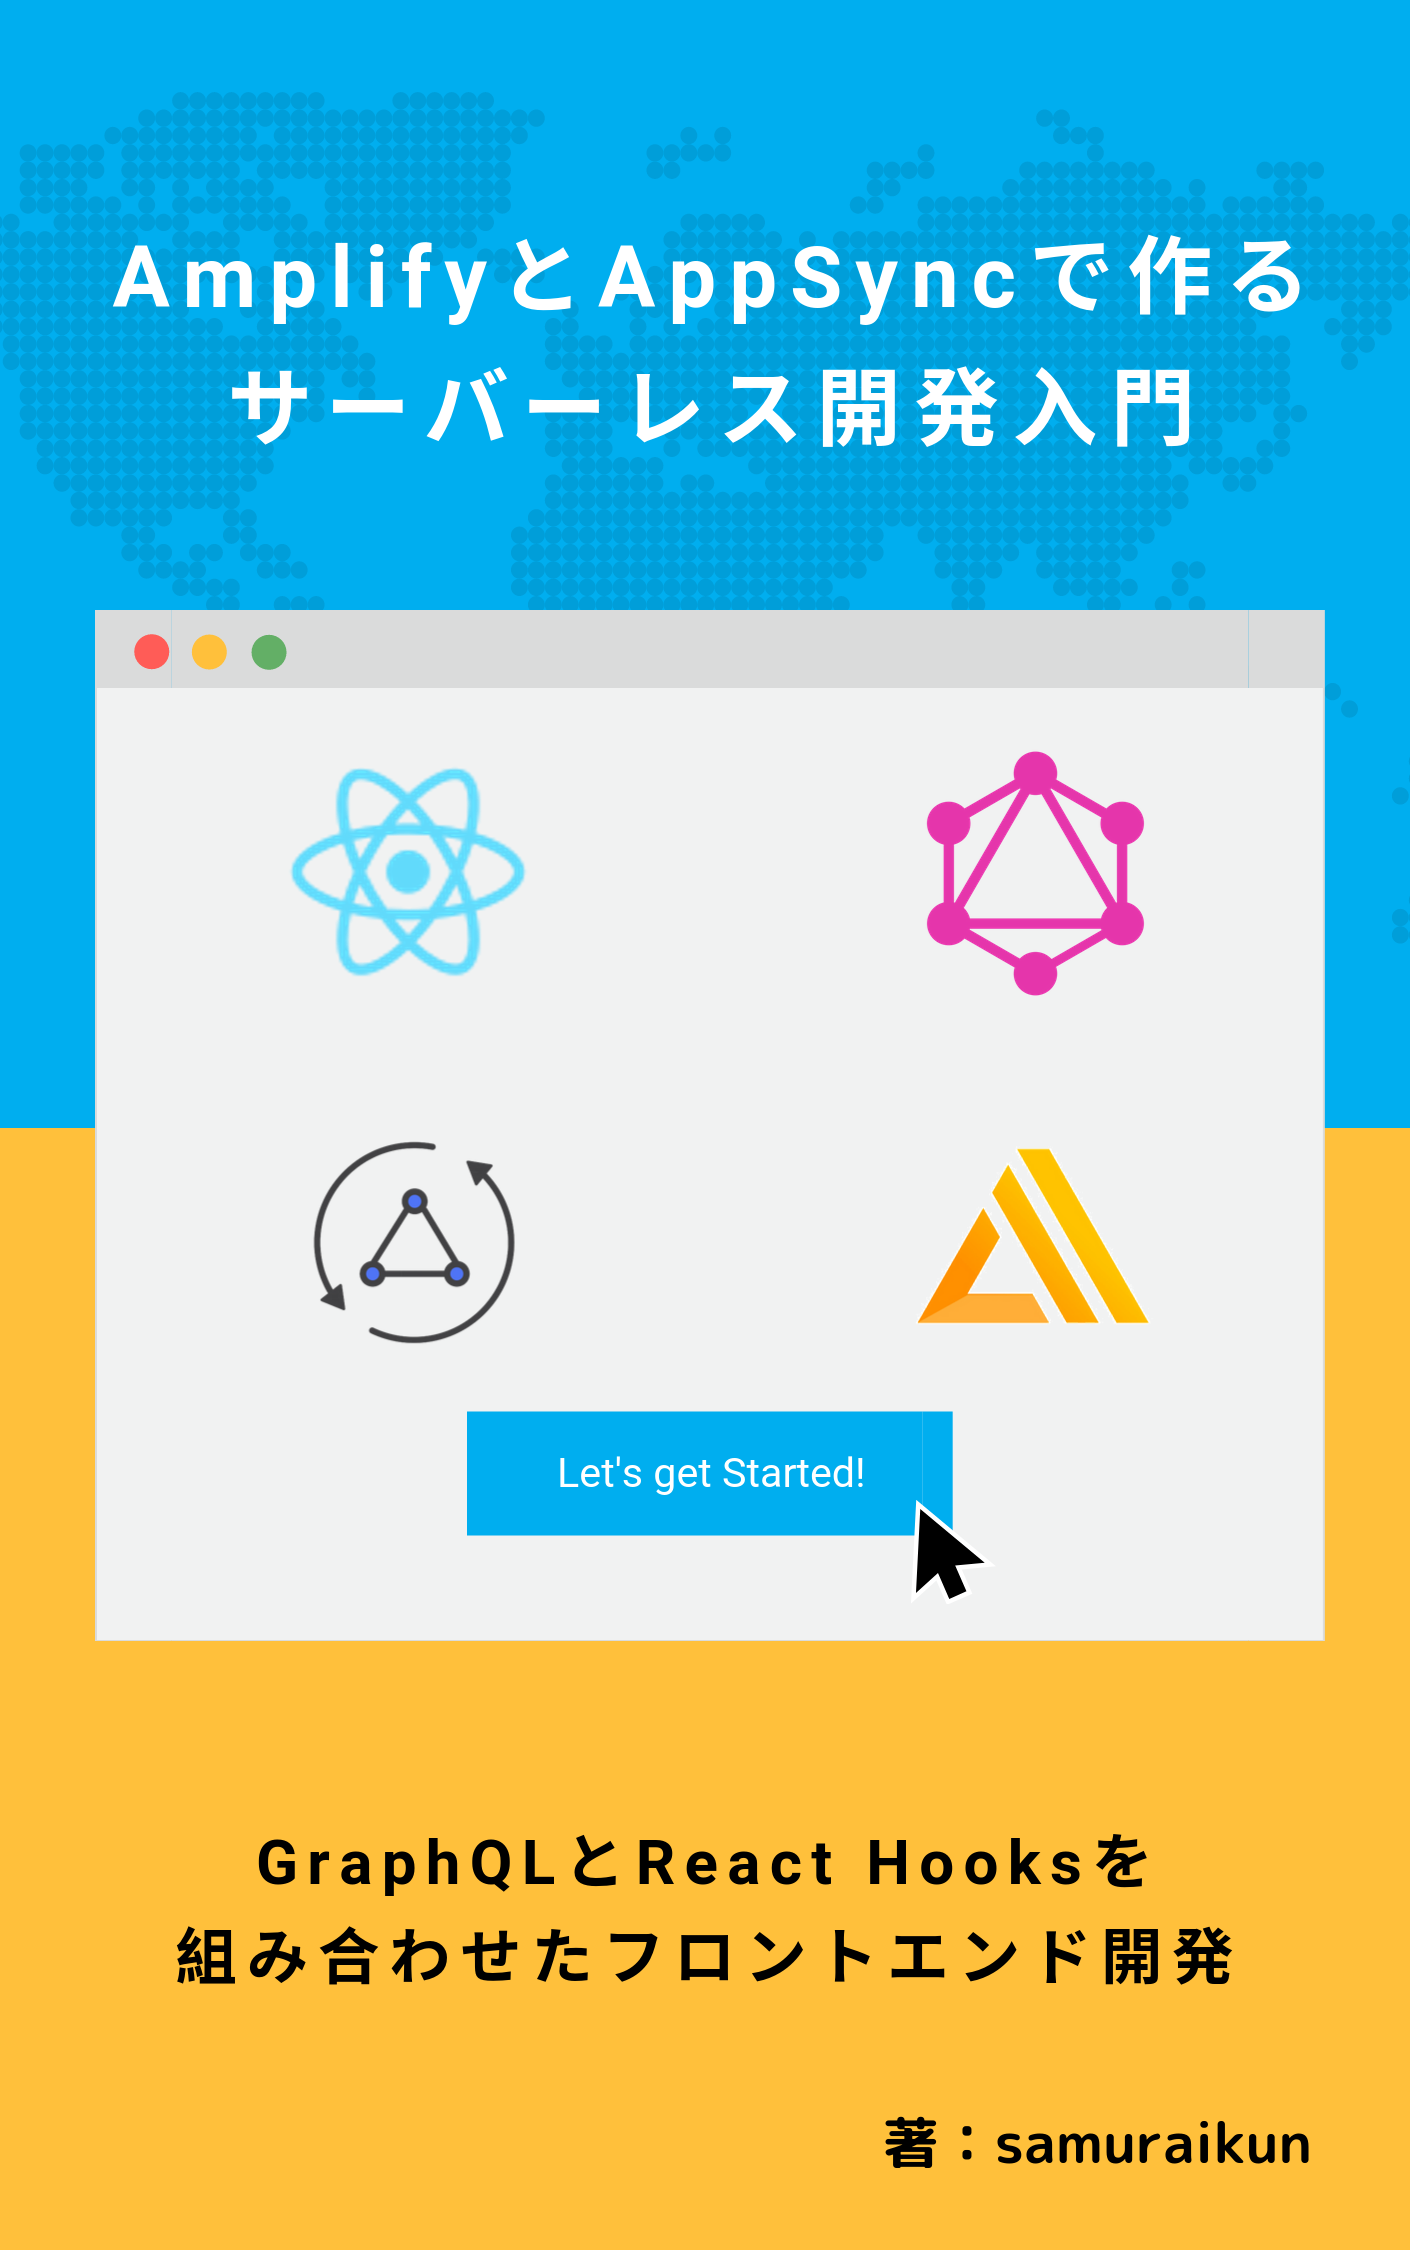 AmplifyとAppSyncで作る
サーバーレス開発入門
Let's get Started!
GraphQLとReact Hooksを
組み合わせたフロントエンド開発
著：samuraikun